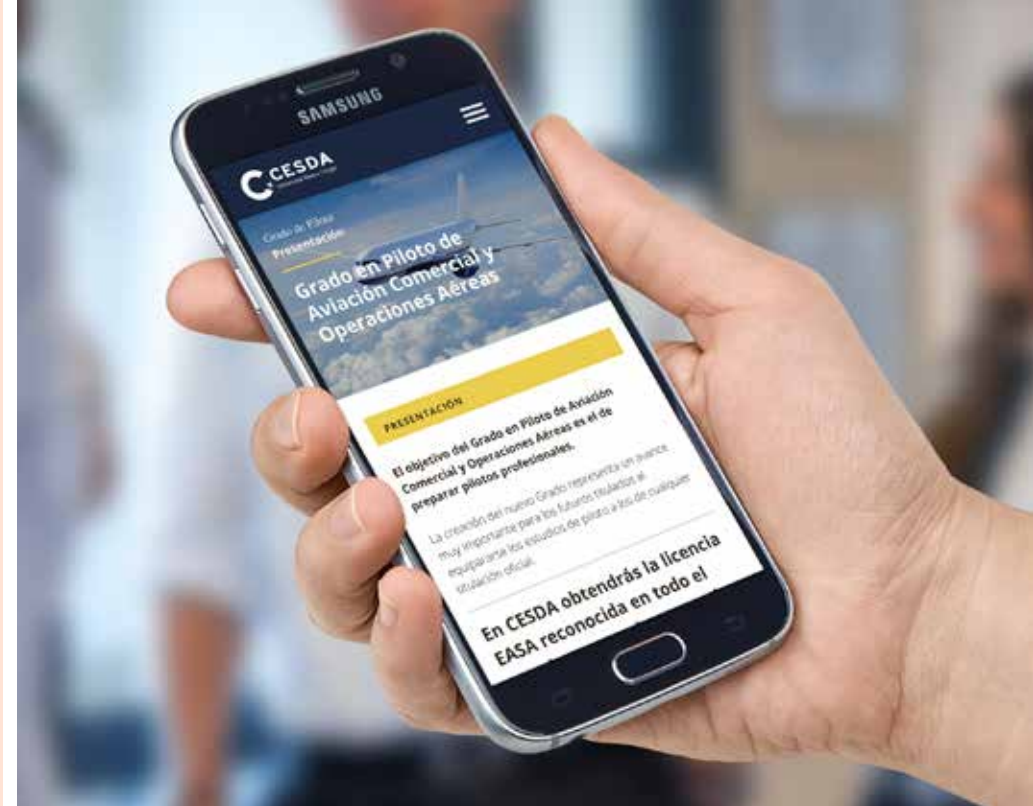 SAMSUNG
CESDA
Grado de Piloto
Presentación
Grado en Piloto de
Aviación Comercial y
Operaciones Aéreas
PRESENTACIÓN
El objetivo del Grado en Piloto de Aviación
Comercial y Operaciones Aéreas es el de
preparar pilotos profesionales.
La creación del nuevo Grado representa un avance
muy importante para los futuros titulados al
equipararse los estudios de piloto a los de cualquier
titulación oficial.
En CESDA obtendrás la licencia
EASA reconocida en todo el